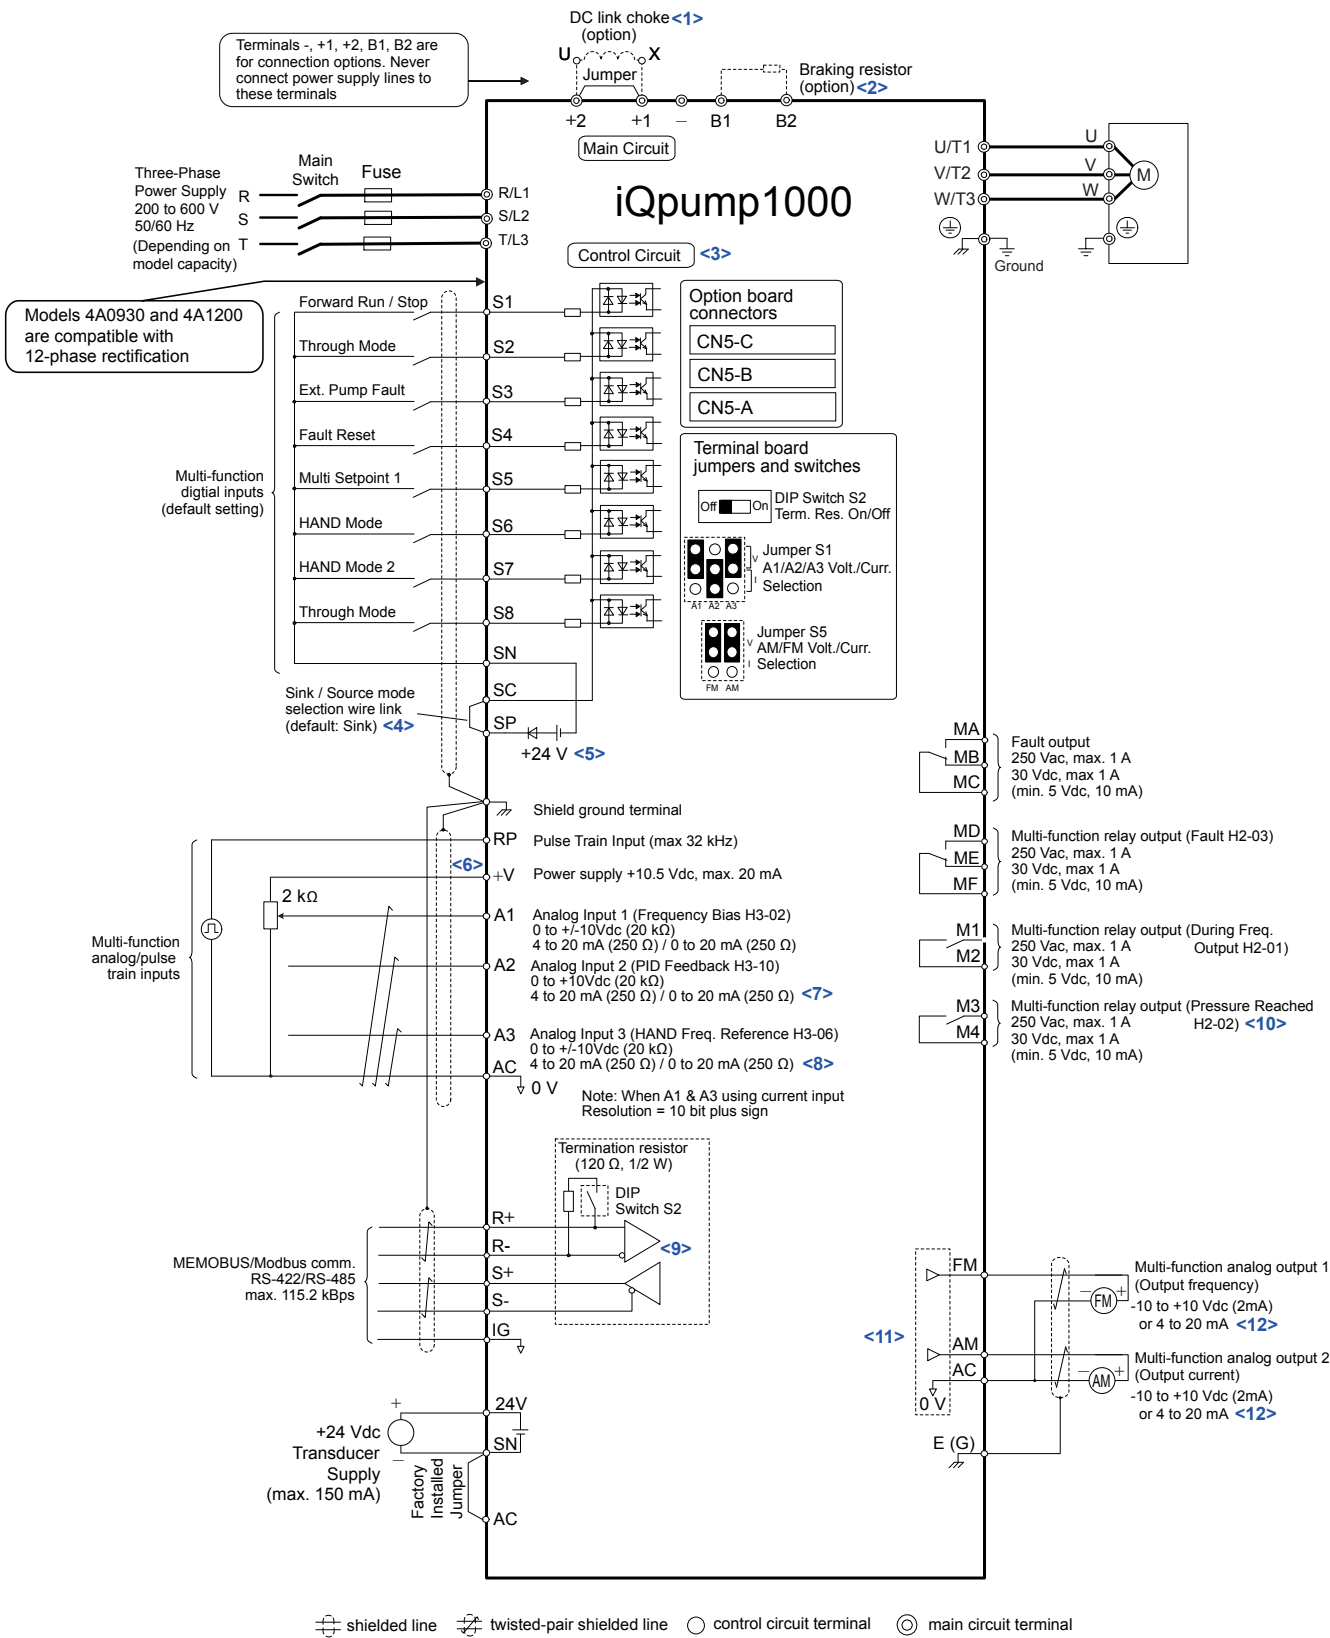 DC link choke <1>
(option)
U X
Jumper
Terminals -, +1, +2, B1, B2 are
for connection options. Never
connect power supply lines to
these terminals
Braking resistor
(option) <2>
+2 +1 − B1 B2
Main Circuit
Three-Phase
Power Supply
200 to 600 V
50/60 Hz
(Depending on
model capacity)
Main
Switch
Fuse
R
S
T
R/L1
S/L2
T/L3
iQpump1000
U/T1
V/T2
W/T3
U
V
W
M
Ground
Control Circuit <3>
Models 4A0930 and 4A1200
are compatible with
12-phase rectification
Multi-function
digtial inputs
(default setting)
Forward Run / Stop S1
Through Mode S2
Ext. Pump Fault S3
Fault Reset S4
Multi Setpoint 1 S5
HAND Mode S6
HAND Mode 2 S7
Through Mode S8
SN
SC
SP
Sink / Source mode
selection wire link
(default: Sink) <4>
+24 V <5>
Option board
connectors
CN5-C
CN5-B
CN5-A
Terminal board
jumpers and switches
Off On
DIP Switch S2
Term. Res. On/Off
Jumper S1
A1/A2/A3 Volt./Curr.
Selection
V
I
A1 A2 A3
Jumper S5
AM/FM Volt./Curr.
Selection
V
I
FM AM
MA
MB
MC
Fault output
250 Vac, max. 1 A
30 Vdc, max 1 A
(min. 5 Vdc, 10 mA)
MD
ME
MF
Multi-function relay output (Fault H2-03)
250 Vac, max. 1 A
30 Vdc, max 1 A
(min. 5 Vdc, 10 mA)
M1
M2
Multi-function relay output (During Freq.
Output H2-01)
250 Vac, max. 1 A
30 Vdc, max 1 A
(min. 5 Vdc, 10 mA)
M3
M4
Multi-function relay output (Pressure Reached
H2-02) <10>
250 Vac, max. 1 A
30 Vdc, max 1 A
(min. 5 Vdc, 10 mA)
Shield ground terminal
Multi-function
analog/pulse
train inputs
2 kΩ
<6>
RP Pulse Train Input (max 32 kHz)
+V Power supply +10.5 Vdc, max. 20 mA
A1 Analog Input 1 (Frequency Bias H3-02)
0 to +/-10Vdc (20 kΩ)
4 to 20 mA (250 Ω) / 0 to 20 mA (250 Ω)
A2 Analog Input 2 (PID Feedback H3-10)
0 to +10Vdc (20 kΩ)
4 to 20 mA (250 Ω) / 0 to 20 mA (250 Ω) <7>
A3 Analog Input 3 (HAND Freq. Reference H3-06)
0 to +/-10Vdc (20 kΩ)
4 to 20 mA (250 Ω) / 0 to 20 mA (250 Ω) <8>
AC
0 V
Note: When A1 & A3 using current input
Resolution = 10 bit plus sign
Termination resistor
(120 Ω, 1/2 W)
DIP
Switch S2
<9>
MEMOBUS/Modbus comm.
RS-422/RS-485
max. 115.2 kBps
R+
R-
S+
S-
IG
+24 Vdc
Transducer
Supply
(max. 150 mA)
+
−
24V
SN
AC
Factory
Installed
Jumper
<11>
FM
AM
AC
0 V
E (G)
− FM +
Multi-function analog output 1
(Output frequency)
-10 to +10 Vdc (2mA)
or 4 to 20 mA <12>
− AM +
Multi-function analog output 2
(Output current)
-10 to +10 Vdc (2mA)
or 4 to 20 mA <12>
shielded line twisted-pair shielded line control circuit terminal main circuit terminal